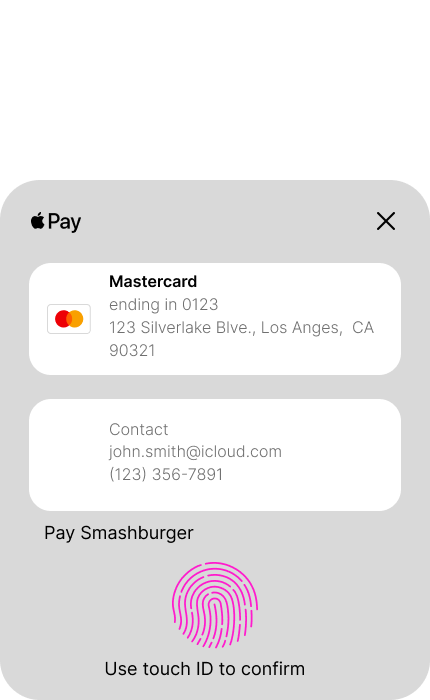 Pay
Mastercard
ending in 0123
123 Silverlake Blve., Los Anges,  CA
90321
Contact
john.smith@icloud.com
(123) 356-7891
Pay Smashburger
Use touch ID to confirm